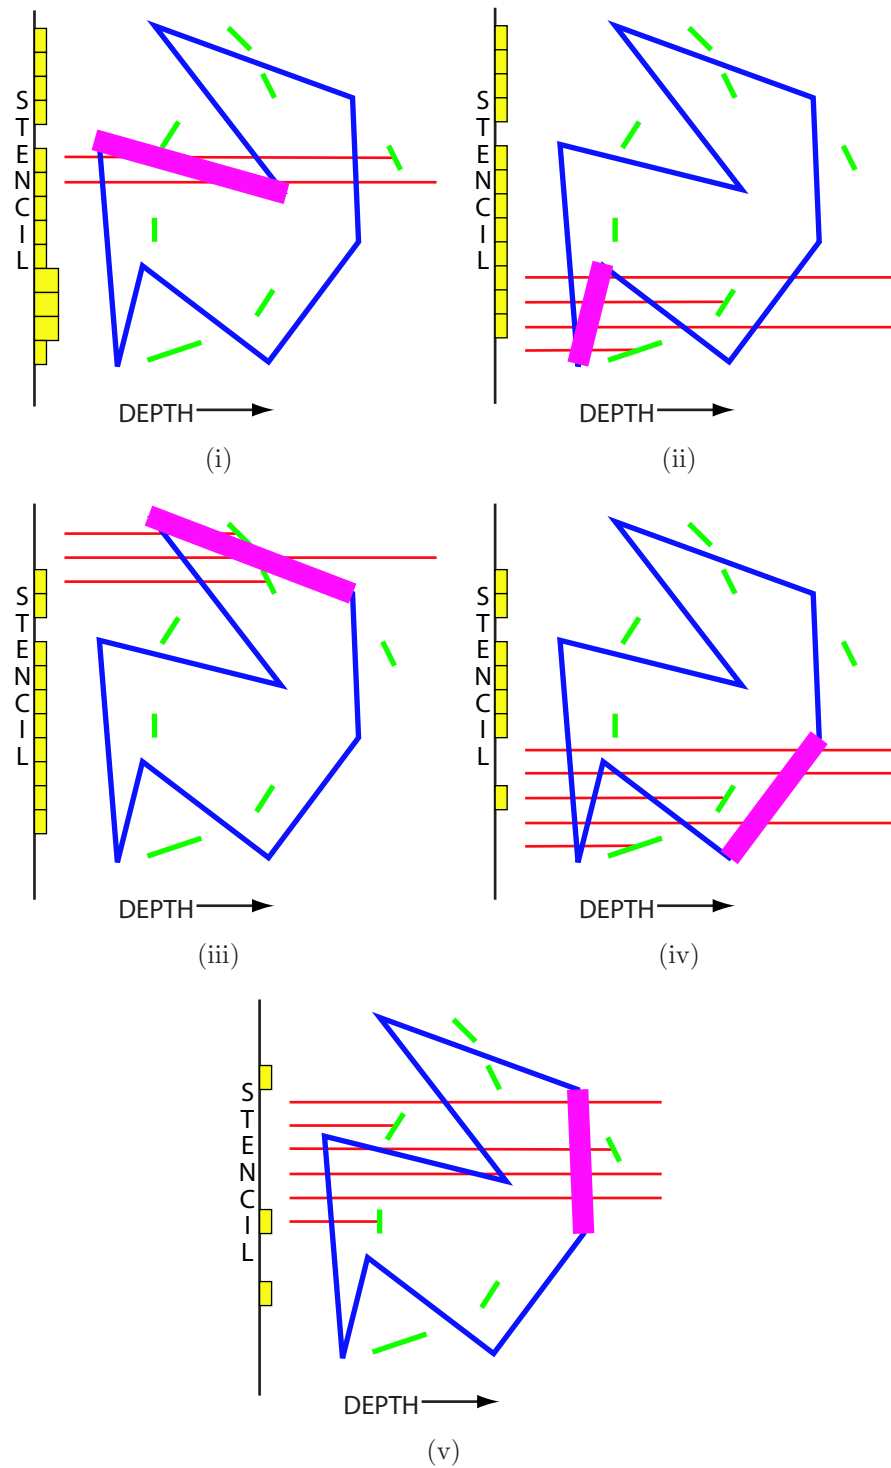 STENCIL
DEPTH
(i)
STENCIL
DEPTH
(ii)
STENCIL
DEPTH
(iii)
STENCIL
DEPTH
(iv)
STENCIL
DEPTH
(v)